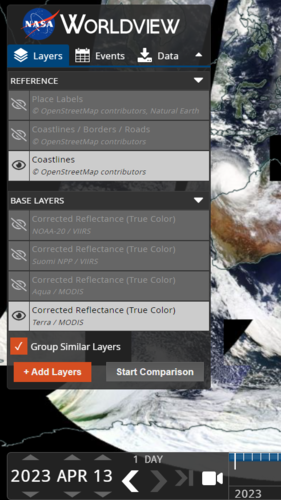 NASA WORLDVIEW
Layers Events Data
REFERENCE
Place Labels
© OpenStreetMap contributors, Natural Earth
Coastlines / Borders / Roads
© OpenStreetMap contributors
Coastlines
© OpenStreetMap contributors
BASE LAYERS
Corrected Reflectance (True Color)
NOAA-20 / VIIRS
Corrected Reflectance (True Color)
Suomi NPP / VIIRS
Corrected Reflectance (True Color)
Aqua / MODIS
Corrected Reflectance (True Color)
Terra / MODIS
Group Similar Layers
+ Add Layers Start Comparison
1 DAY
2023 APR 13
2023